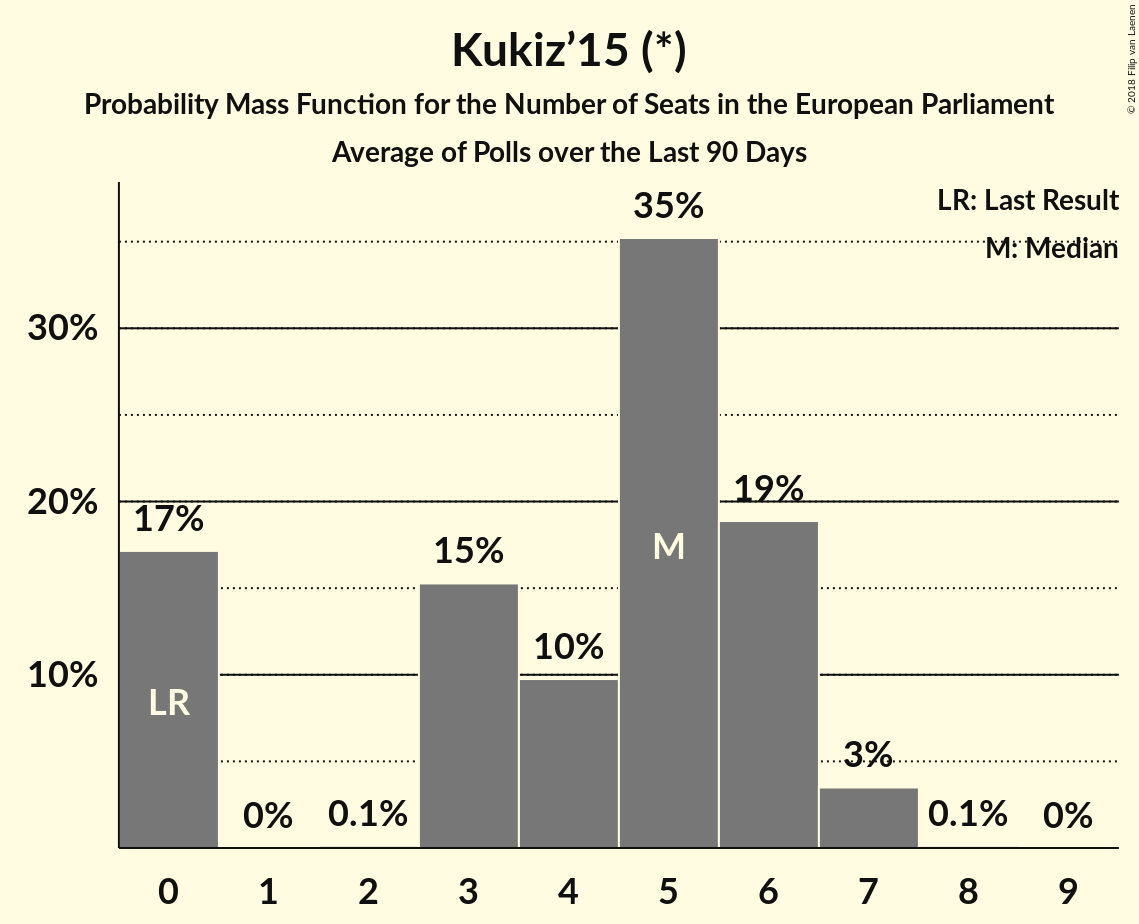 Kukiz’15 (*)
Probability Mass Function for the Number of Seats in the European Parliament
Average of Polls over the Last 90 Days
© 2018 Filip van Laenen
LR: Last Result
M: Median
30%
20%
10%
17%
0%
0.1%
15%
10%
35%
19%
3%
0.1%
0%
LR
M
0 1 2 3 4 5 6 7 8 9